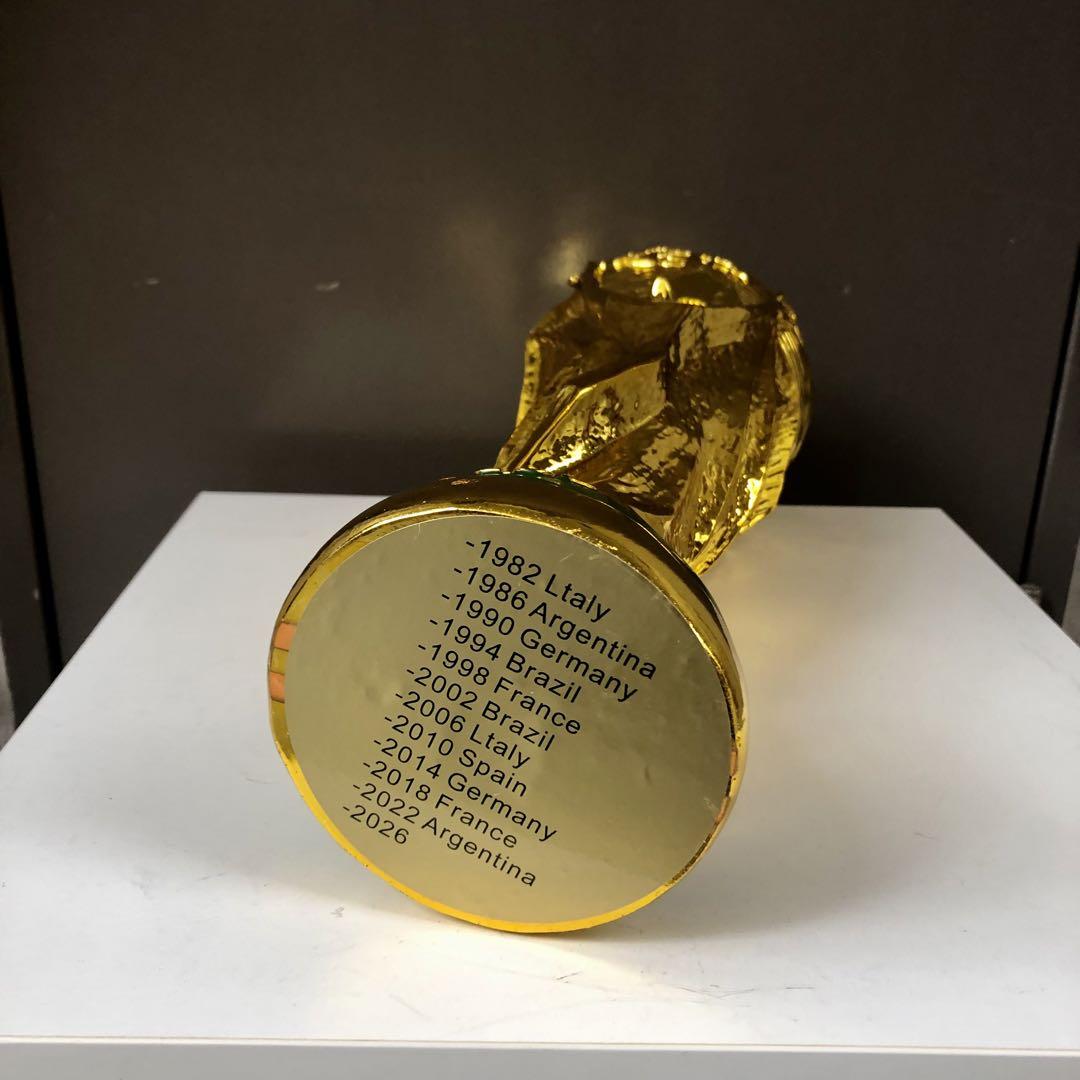 -1982 Ltaly
-1986 Argentina
-1990 Germany
-1994 Brazil
-1998 France
-2002 Brazil
-2006 Ltaly
-2010 Spain
-2014 Germany
-2018 France
-2022 Argentina
-2026